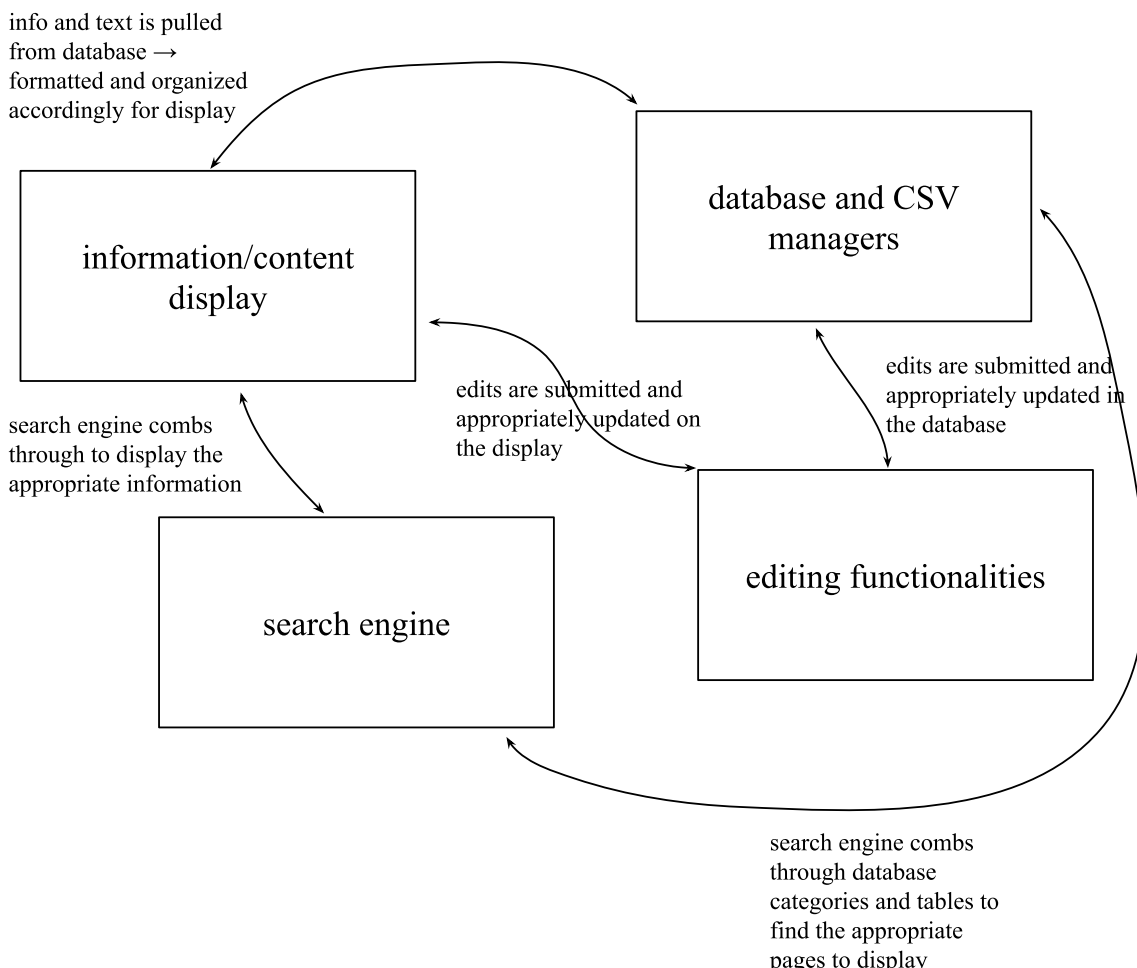 info and text is pulled
from database →
formatted and organized
accordingly for display
database and CSV
managers
information/content
display
edits are submitted and
appropriately updated in
the database
edits are submitted and
appropriately updated on
the display
search engine combs
through to display the
appropriate information
editing functionalities
search engine
search engine combs
through database
categories and tables to
find the appropriate
pages to display